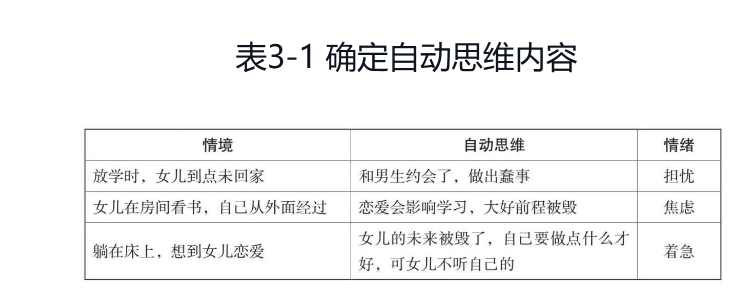 表3-1 确定自动思维内容
情境 自动思维 情绪
放学时，女儿到点未回家 和男生约会了，做出蠢事 担忧
女儿在房间看书，自己从外面经过 恋爱会影响学习，大好前程被毁 焦虑
躺在床上，想到女儿恋爱 女儿的未来被毁了，自己要做点什么才 着急
好，可女儿不听自己的